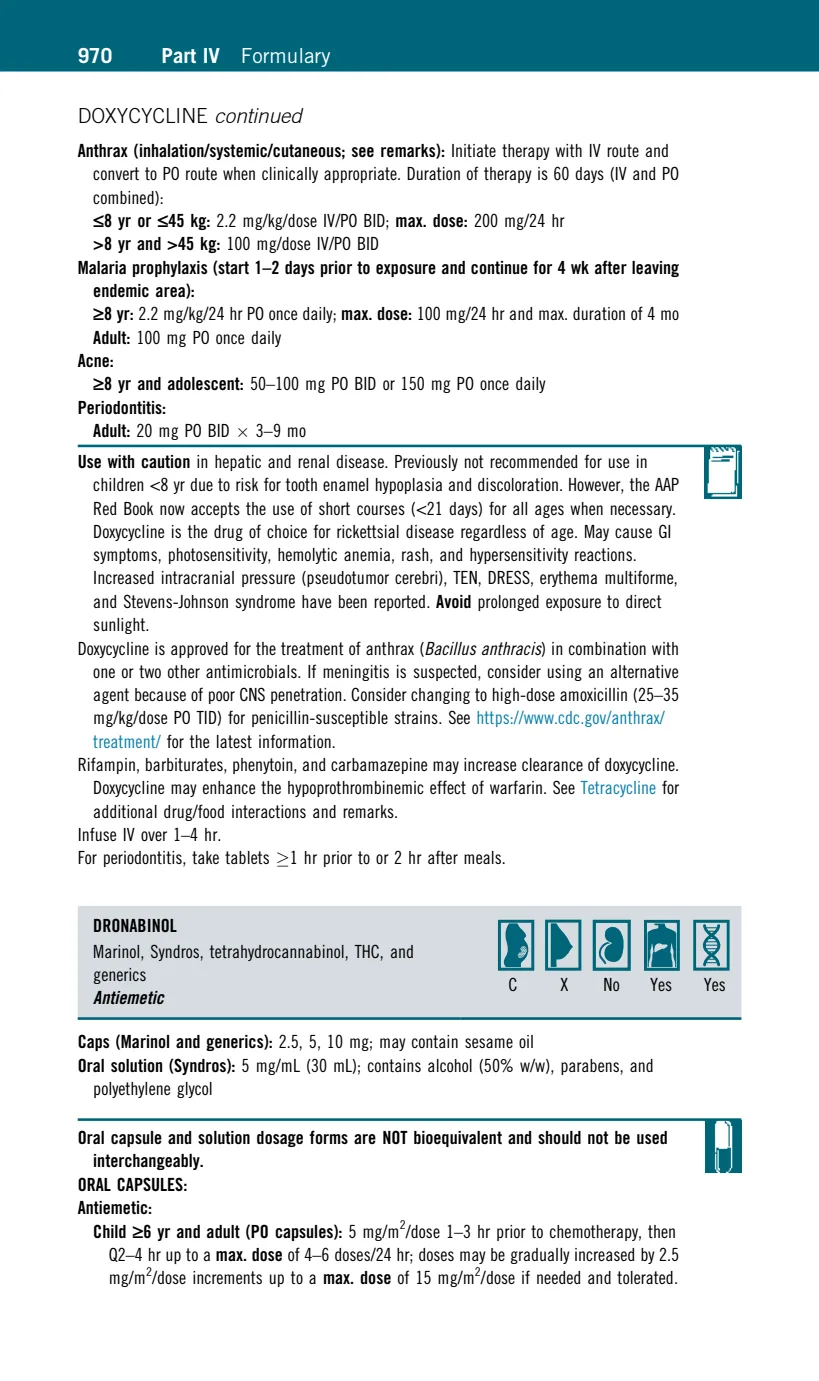 970 Part IV Formulary
DOXYCYCLINE continued
Anthrax (inhalation/systemic/cutaneous; see remarks): Initiate therapy with IV route and
convert to PO route when clinically appropriate. Duration of therapy is 60 days (IV and PO
combined):
≤8 yr or ≤45 kg: 2.2 mg/kg/dose IV/PO BID; max. dose: 200 mg/24 hr
>8 yr and >45 kg: 100 mg/dose IV/PO BID
Malaria prophylaxis (start 1–2 days prior to exposure and continue for 4 wk after leaving
endemic area):
≥8 yr: 2.2 mg/kg/24 hr PO once daily; max. dose: 100 mg/24 hr and max. duration of 4 mo
Adult: 100 mg PO once daily
Acne:
≥8 yr and adolescent: 50–100 mg PO BID or 150 mg PO once daily
Periodontitis:
Adult: 20 mg PO BID × 3–9 mo
Use with caution in hepatic and renal disease. Previously not recommended for use in
children <8 yr due to risk for tooth enamel hypoplasia and discoloration. However, the AAP
Red Book now accepts the use of short courses (<21 days) for all ages when necessary.
Doxycycline is the drug of choice for rickettsial disease regardless of age. May cause GI
symptoms, photosensitivity, hemolytic anemia, rash, and hypersensitivity reactions.
Increased intracranial pressure (pseudotumor cerebri), TEN, DRESS, erythema multiforme,
and Stevens-Johnson syndrome have been reported. Avoid prolonged exposure to direct
sunlight.
Doxycycline is approved for the treatment of anthrax (Bacillus anthracis) in combination with
one or two other antimicrobials. If meningitis is suspected, consider using an alternative
agent because of poor CNS penetration. Consider changing to high-dose amoxicillin (25–35
mg/kg/dose PO TID) for penicillin-susceptible strains. See https://www.cdc.gov/anthrax/
treatment/ for the latest information.
Rifampin, barbiturates, phenytoin, and carbamazepine may increase clearance of doxycycline.
Doxycycline may enhance the hypoprothrombinemic effect of warfarin. See Tetracycline for
additional drug/food interactions and remarks.
Infuse IV over 1–4 hr.
For periodontitis, take tablets ≥1 hr prior to or 2 hr after meals.
DRONABINOL
Marinol, Syndros, tetrahydrocannabinol, THC, and
generics
Antiemetic
C X No Yes Yes
Caps (Marinol and generics): 2.5, 5, 10 mg; may contain sesame oil
Oral solution (Syndros): 5 mg/mL (30 mL); contains alcohol (50% w/w), parabens, and
polyethylene glycol
Oral capsule and solution dosage forms are NOT bioequivalent and should not be used
interchangeably.
ORAL CAPSULES:
Antiemetic:
Child ≥6 yr and adult (PO capsules): 5 mg/m²/dose 1–3 hr prior to chemotherapy, then
Q2–4 hr up to a max. dose of 4–6 doses/24 hr; doses may be gradually increased by 2.5
mg/m²/dose increments up to a max. dose of 15 mg/m²/dose if needed and tolerated.